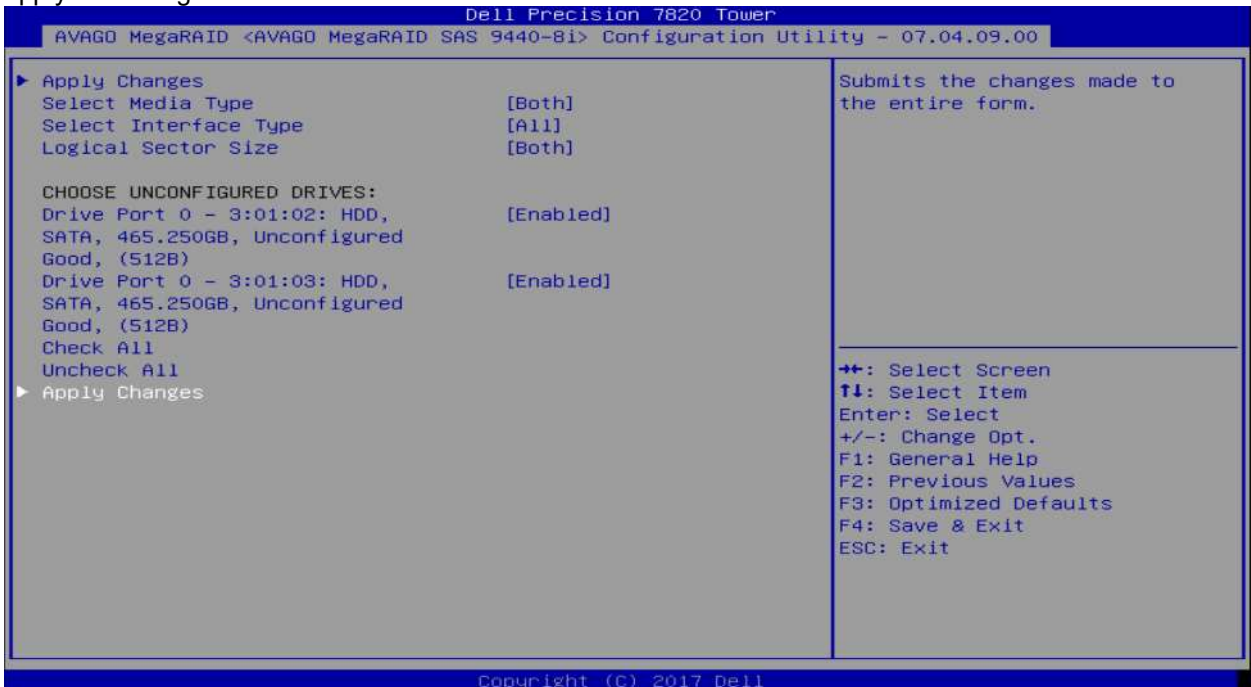 Dell Precision 7820 Tower
AVAGO MegaRAID <AVAGO MegaRAID SAS 9440-8i> Configuration Utility – 07.04.09.00
Apply Changes
Select Media Type [Both]
Select Interface Type [All]
Logical Sector Size [Both]
CHOOSE UNCONFIGURED DRIVES:
Drive Port 0 – 3:01:02: HDD, [Enabled]
SATA, 465.250GB, Unconfigured
Good, (512B)
Drive Port 0 – 3:01:03: HDD, [Enabled]
SATA, 465.250GB, Unconfigured
Good, (512B)
Check All
Uncheck All
Apply Changes
Submits the changes made to
the entire form.
→←: Select Screen
↑↓: Select Item
Enter: Select
+/-: Change Opt.
F1: General Help
F2: Previous Values
F3: Optimized Defaults
F4: Save & Exit
ESC: Exit
Copyright (C) 2017 Dell